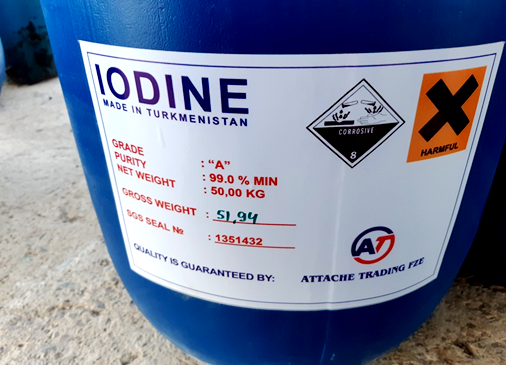 IODINE
MADE IN TURKMENISTAN
CORROSIVE
8
HARMFUL
GRADE : "A"
PURITY : 99.0 % MIN
NET WEIGHT : 50,00 KG
GROSS WEIGHT : 51,94
SGS SEAL № : 1351432
QUALITY IS GUARANTEED BY:
AT
ATTACHE TRADING FZE